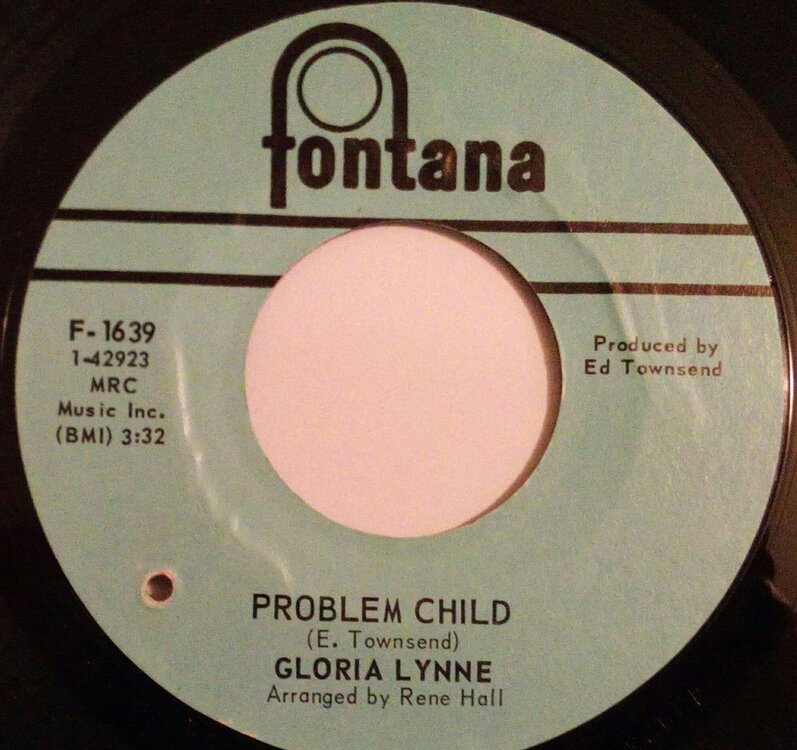 fontana
F-1639
1-42923
MRC
Music Inc.
(BMI) 3:32
Produced by
Ed Townsend
PROBLEM CHILD
(E. Townsend)
GLORIA LYNNE
Arranged by Rene Hall